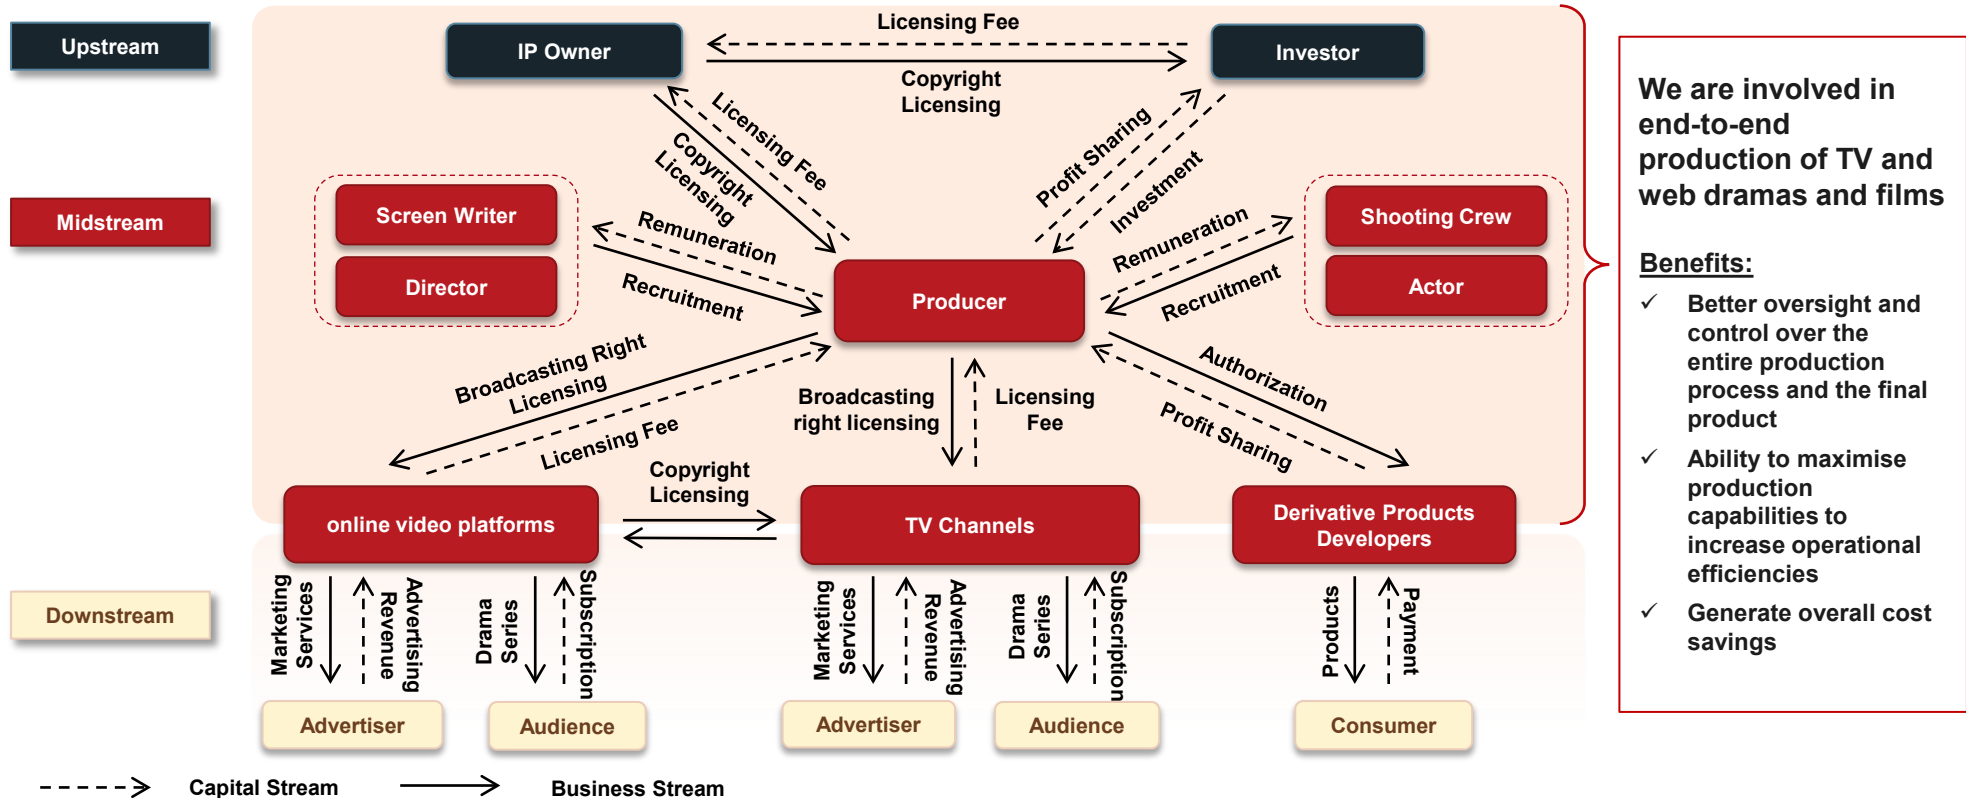 Upstream
IP Owner
Licensing Fee
Copyright
Licensing
Investor
Licensing Fee
Copyright
Licensing
Profit Sharing
Investment
Midstream
Screen Writer
Director
Remuneration
Recruitment
Producer
Remuneration
Recruitment
Shooting Crew
Actor
Broadcasting Right
Licensing
Licensing Fee
Broadcasting
right licensing
Licensing
Fee
Authorization
Profit Sharing
online video platforms
Copyright
Licensing
TV Channels
Derivative Products
Developers
Downstream
Marketing
Services
Advertising
Revenue
Drama
Series
Subscription
Marketing
Services
Advertising
Revenue
Drama
Series
Subscription
Products
Payment
Advertiser
Audience
Advertiser
Audience
Consumer
Capital Stream
Business Stream
We are involved in
end-to-end
production of TV and
web dramas and films
Benefits:
✓ Better oversight and
control over the
entire production
process and the final
product
✓ Ability to maximise
production
capabilities to
increase operational
efficiencies
✓ Generate overall cost
savings